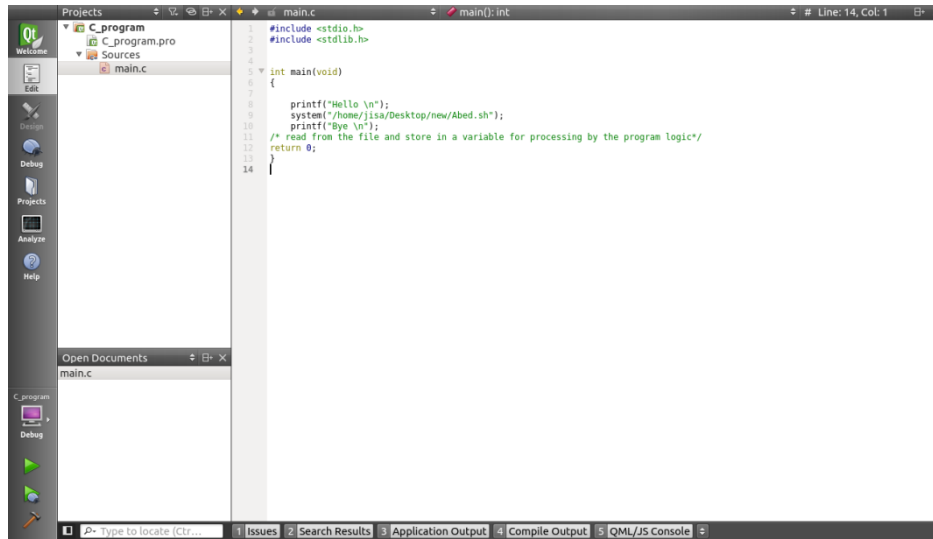 Projects
main.c
main(): int
# Line: 14, Col: 1
Qt
Welcome
Edit
Design
Debug
Projects
Analyze
Help
C_program
Debug
C_program
C_program.pro
Sources
main.c
Open Documents
main.c
1 #include <stdio.h>
2 #include <stdlib.h>
3
4
5 int main(void)
6 {
7
8 printf("Hello \n");
9 system("/home/jisa/Desktop/new/Abed.sh");
10 printf("Bye \n");
11 /* read from the file and store in a variable for processing by the program logic*/
12 return 0;
13 }
14
Type to locate (Ctr...
1 Issues 2 Search Results 3 Application Output 4 Compile Output 5 QML/JS Console